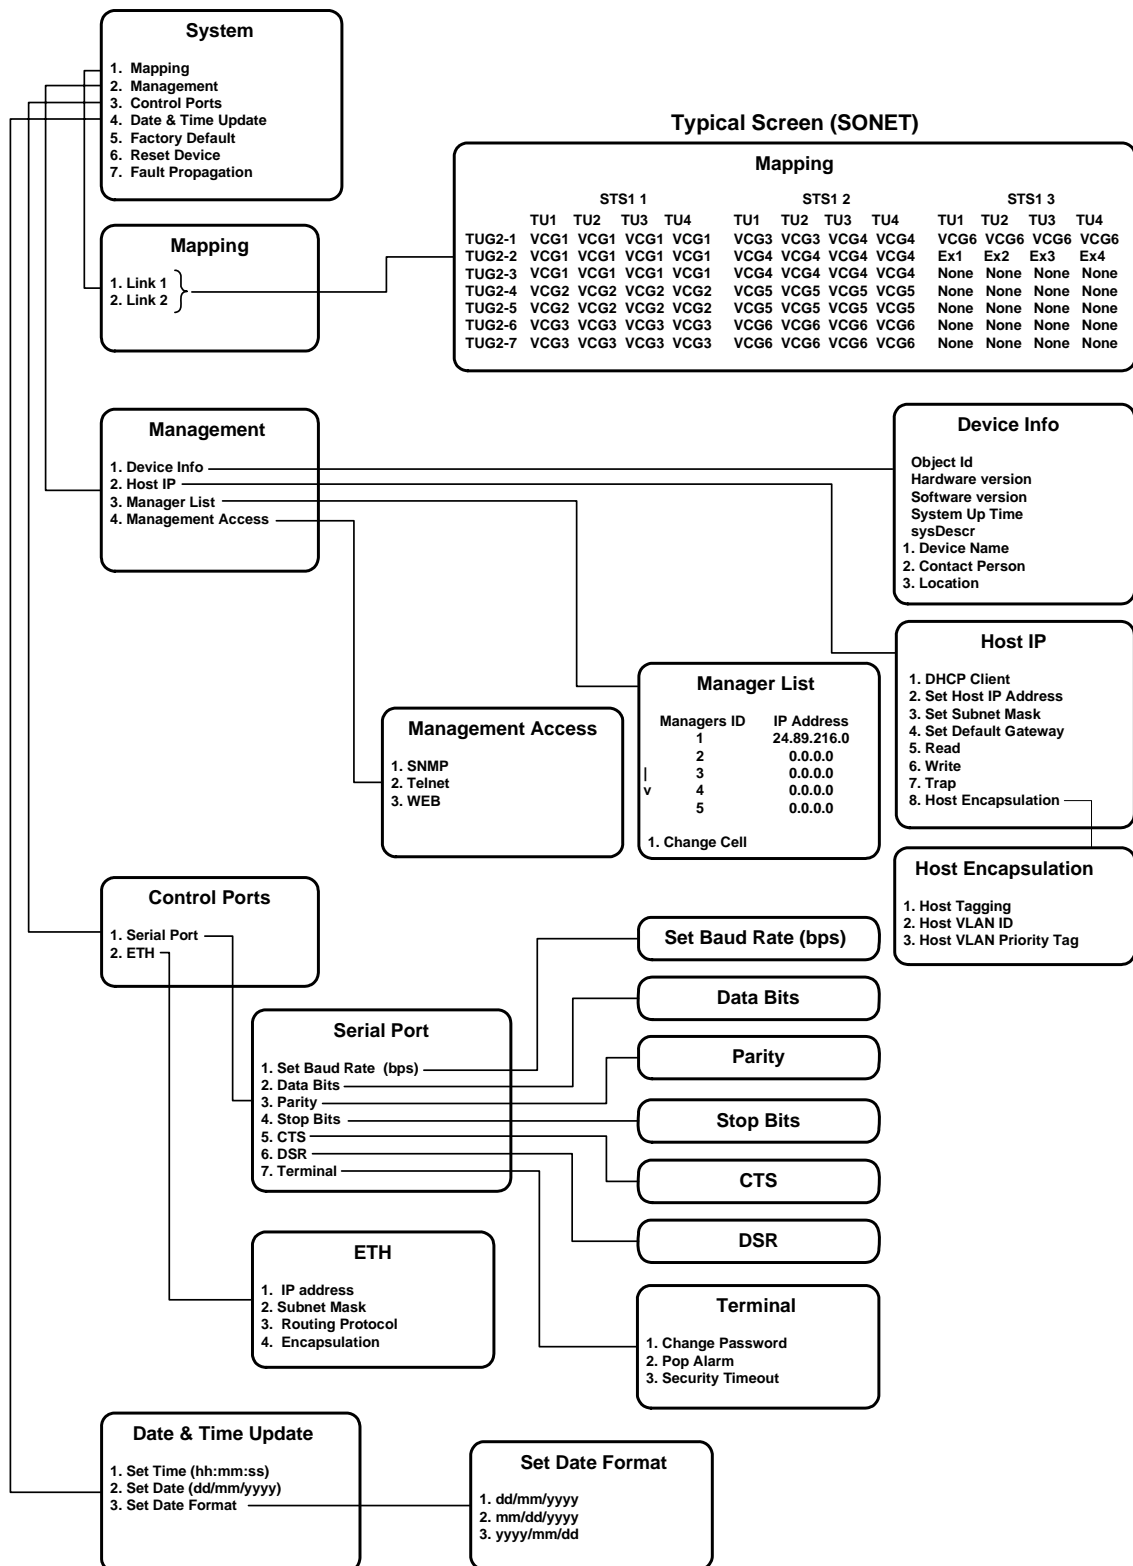 System
1. Mapping
2. Management
3. Control Ports
4. Date & Time Update
5. Factory Default
6. Reset Device
7. Fault Propagation
Typical Screen (SONET)
Mapping
STS1 1 STS1 2 STS1 3
TU1 TU2 TU3 TU4 TU1 TU2 TU3 TU4 TU1 TU2 TU3 TU4
TUG2-1 VCG1 VCG1 VCG1 VCG1 VCG3 VCG3 VCG4 VCG4 VCG6 VCG6 VCG6 VCG6
TUG2-2 VCG1 VCG1 VCG1 VCG1 VCG4 VCG4 VCG4 VCG4 Ex1 Ex2 Ex3 Ex4
TUG2-3 VCG1 VCG1 VCG1 VCG1 VCG4 VCG4 VCG4 VCG4 None None None None
TUG2-4 VCG2 VCG2 VCG2 VCG2 VCG5 VCG5 VCG5 VCG5 None None None None
TUG2-5 VCG2 VCG2 VCG2 VCG2 VCG5 VCG5 VCG5 VCG5 None None None None
TUG2-6 VCG3 VCG3 VCG3 VCG3 VCG6 VCG6 VCG6 VCG6 None None None None
TUG2-7 VCG3 VCG3 VCG3 VCG3 VCG6 VCG6 VCG6 VCG6 None None None None
Mapping
1. Link 1
2. Link 2
Management
1. Device Info
2. Host IP
3. Manager List
4. Management Access
Device Info
Object Id
Hardware version
Software version
System Up Time
sysDescr
1. Device Name
2. Contact Person
3. Location
Host IP
1. DHCP Client
2. Set Host IP Address
3. Set Subnet Mask
4. Set Default Gateway
5. Read
6. Write
7. Trap
8. Host Encapsulation
Manager List
Managers ID IP Address
1 24.89.216.0
2 0.0.0.0
| 3 0.0.0.0
v 4 0.0.0.0
5 0.0.0.0
1. Change Cell
Management Access
1. SNMP
2. Telnet
3. WEB
Host Encapsulation
1. Host Tagging
2. Host VLAN ID
3. Host VLAN Priority Tag
Control Ports
1. Serial Port
2. ETH
Serial Port
1. Set Baud Rate (bps)
2. Data Bits
3. Parity
4. Stop Bits
5. CTS
6. DSR
7. Terminal
Set Baud Rate (bps)
Data Bits
Parity
Stop Bits
CTS
DSR
ETH
1. IP address
2. Subnet Mask
3. Routing Protocol
4. Encapsulation
Terminal
1. Change Password
2. Pop Alarm
3. Security Timeout
Date & Time Update
1. Set Time (hh:mm:ss)
2. Set Date (dd/mm/yyyy)
3. Set Date Format
Set Date Format
1. dd/mm/yyyy
2. mm/dd/yyyy
3. yyyy/mm/dd